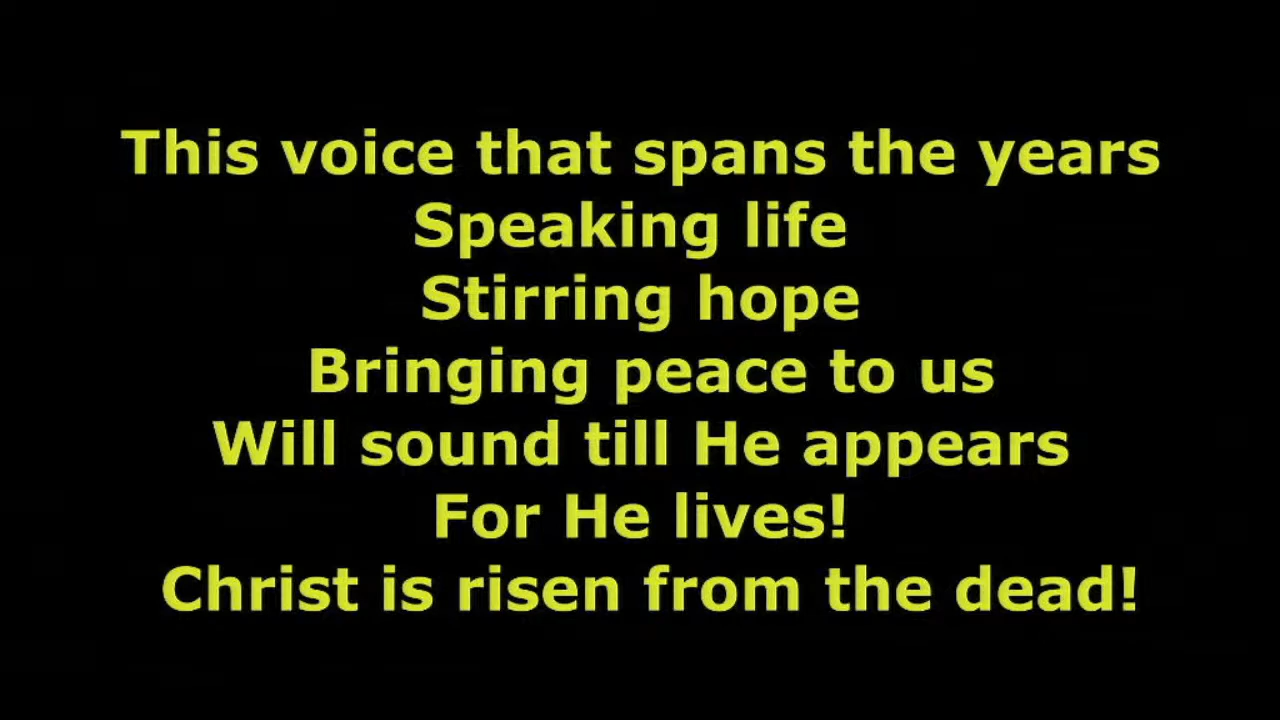 This voice that spans the years
Speaking life
Stirring hope
Bringing peace to us
Will sound till He appears
For He lives!
Christ is risen from the dead!